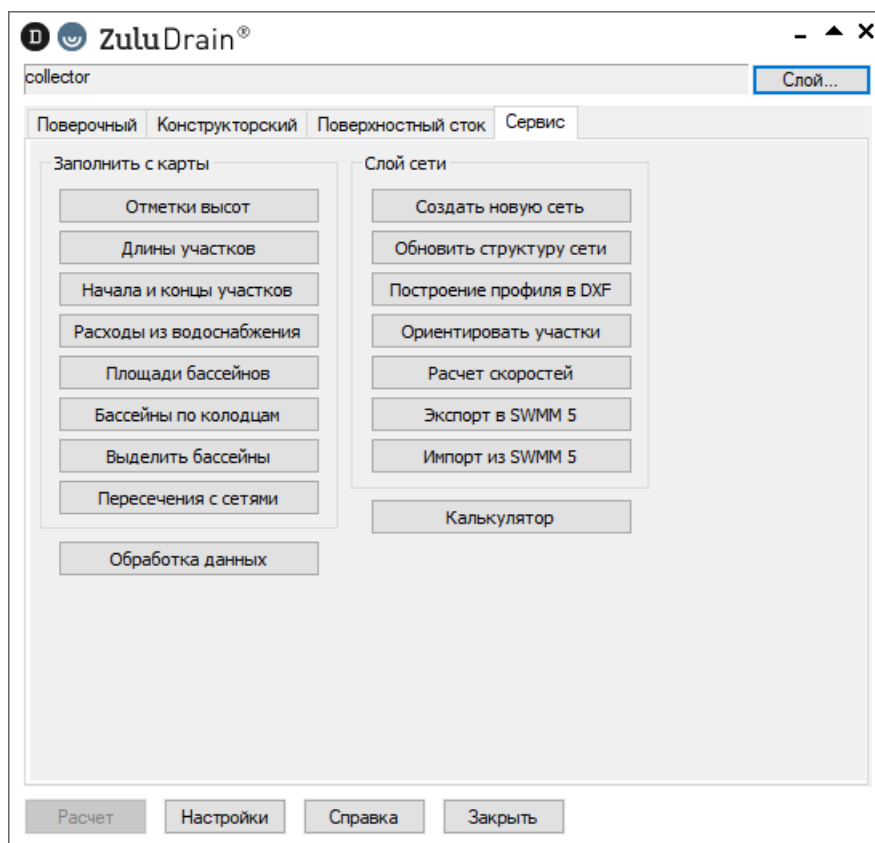 D ZuluDrain®
collector
Слой...
Поверочный Конструкторский Поверхностный сток Сервис
Заполнить с карты
Отметки высот
Длины участков
Начала и концы участков
Расходы из водоснабжения
Площади бассейнов
Бассейны по колодцам
Выделить бассейны
Пересечения с сетями
Обработка данных
Слой сети
Создать новую сеть
Обновить структуру сети
Построение профиля в DXF
Ориентировать участки
Расчет скоростей
Экспорт в SWMM 5
Импорт из SWMM 5
Калькулятор
Расчет Настройки Справка Закрыть